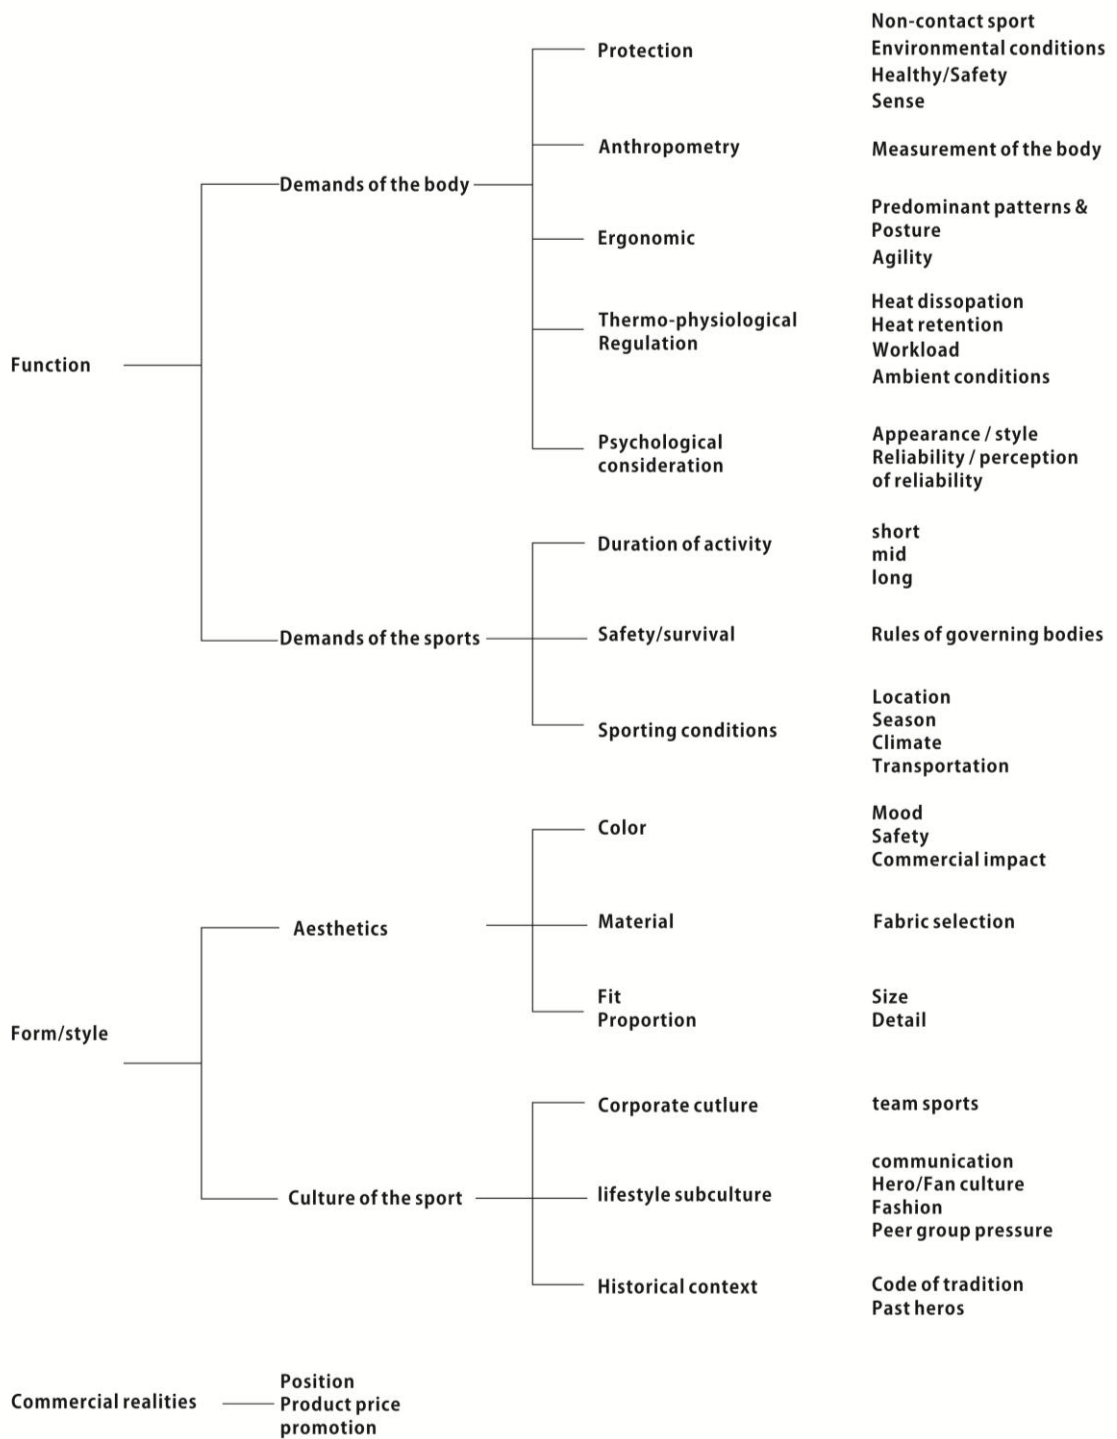 Non-contact sport
Protection
Environmental conditions
Healthy/Safety
Sense
Anthropometry
Measurement of the body
Demands of the body
Predominant patterns &
Posture
Ergonomic
Agility
Heat dissopation
Thermo-physiological
Heat retention
Regulation
Workload
Function
Ambient conditions
Psychological
Appearance / style
consideration
Reliability / perception
of reliability
short
Duration of activity
mid
long
Demands of the sports
Safety/survival
Rules of governing bodies
Location
Season
Sporting conditions
Climate
Transportation
Mood
Color
Safety
Commercial impact
Aesthetics
Material
Fabric selection
Fit
Size
Proportion
Detail
Form/style
Corporate cutlure
team sports
communication
Culture of the sport
lifestyle subculture
Hero/Fan culture
Fashion
Peer group pressure
Historical context
Code of tradition
Past heros
Commercial realities
Position
Product price
promotion